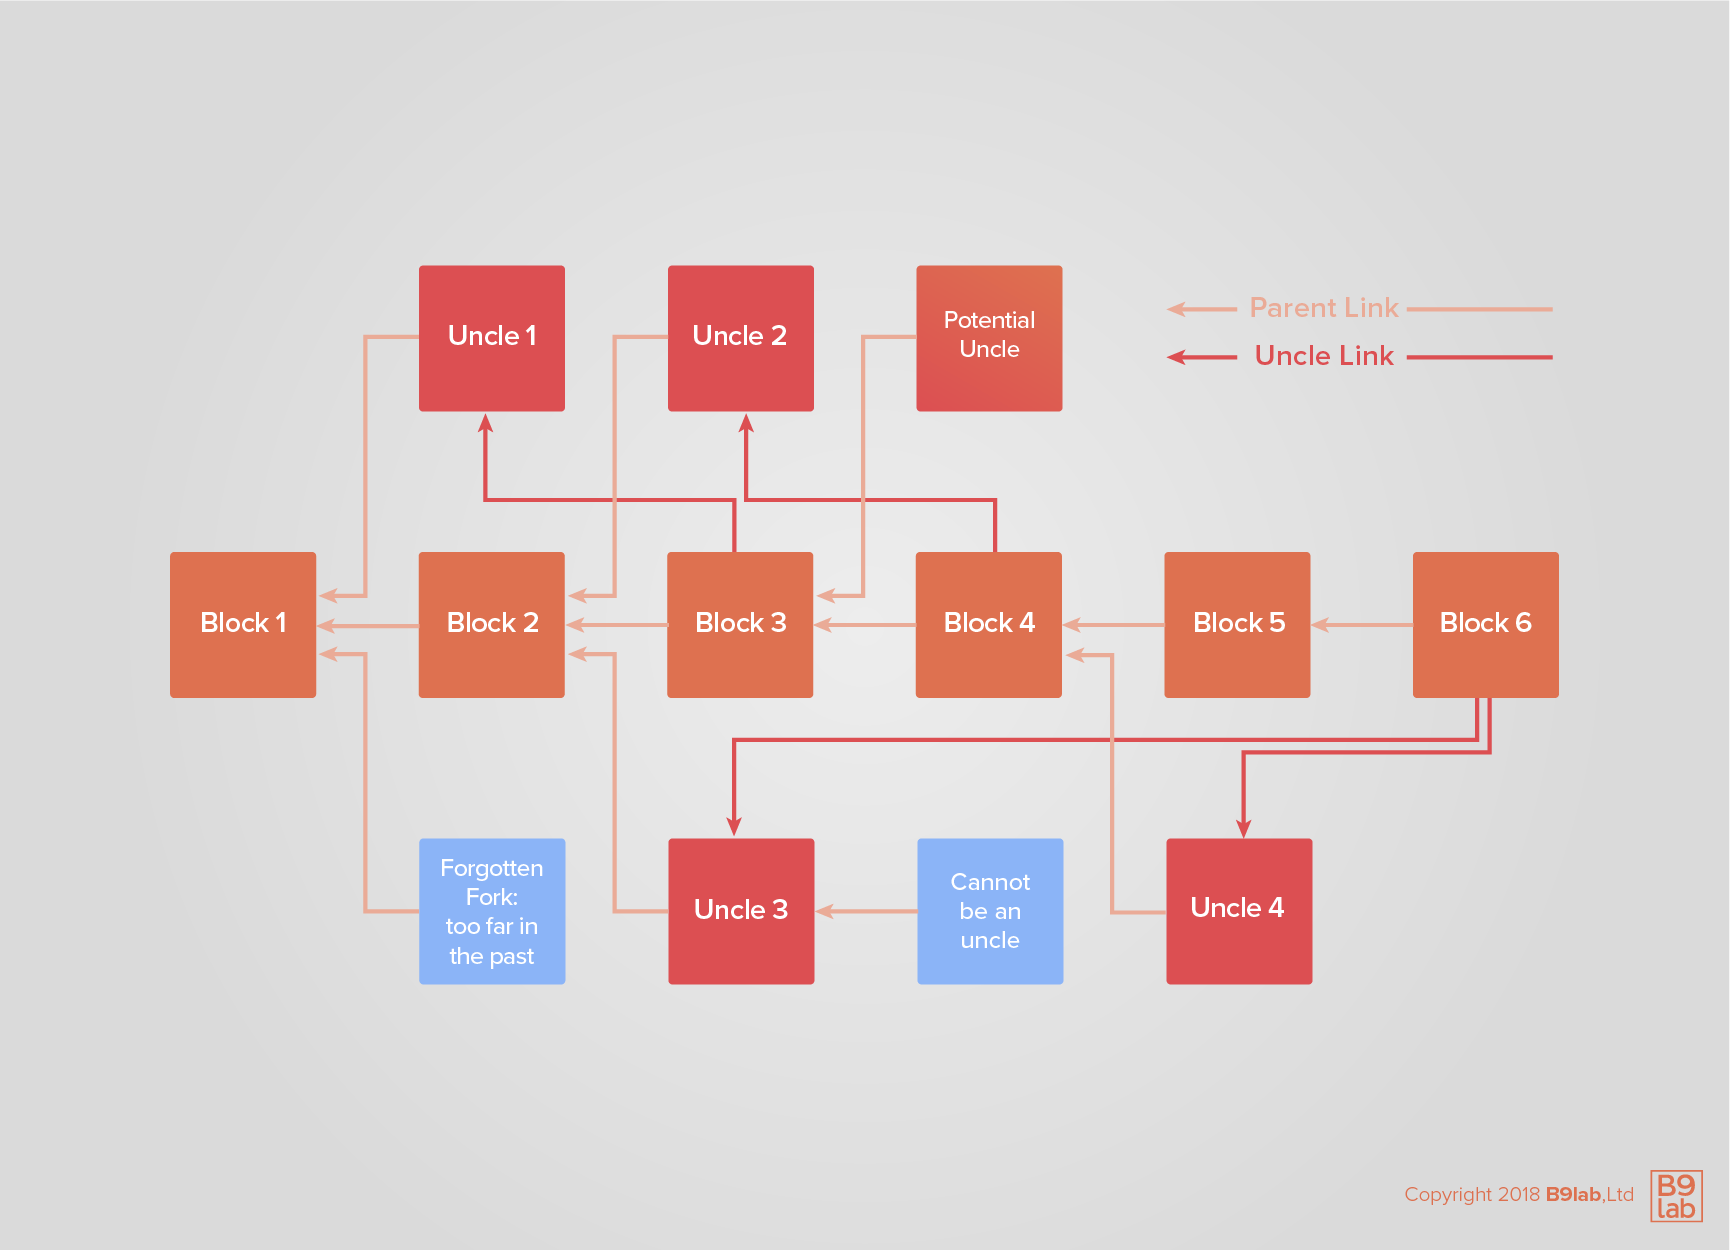 Uncle 1
Uncle 2
Potential
Uncle
Parent Link
Uncle Link
Block 1
Block 2
Block 3
Block 4
Block 5
Block 6
Forgotten
Fork:
too far in
the past
Uncle 3
Cannot
be an
uncle
Uncle 4
Copyright 2018 B9lab,Ltd
B9
lab